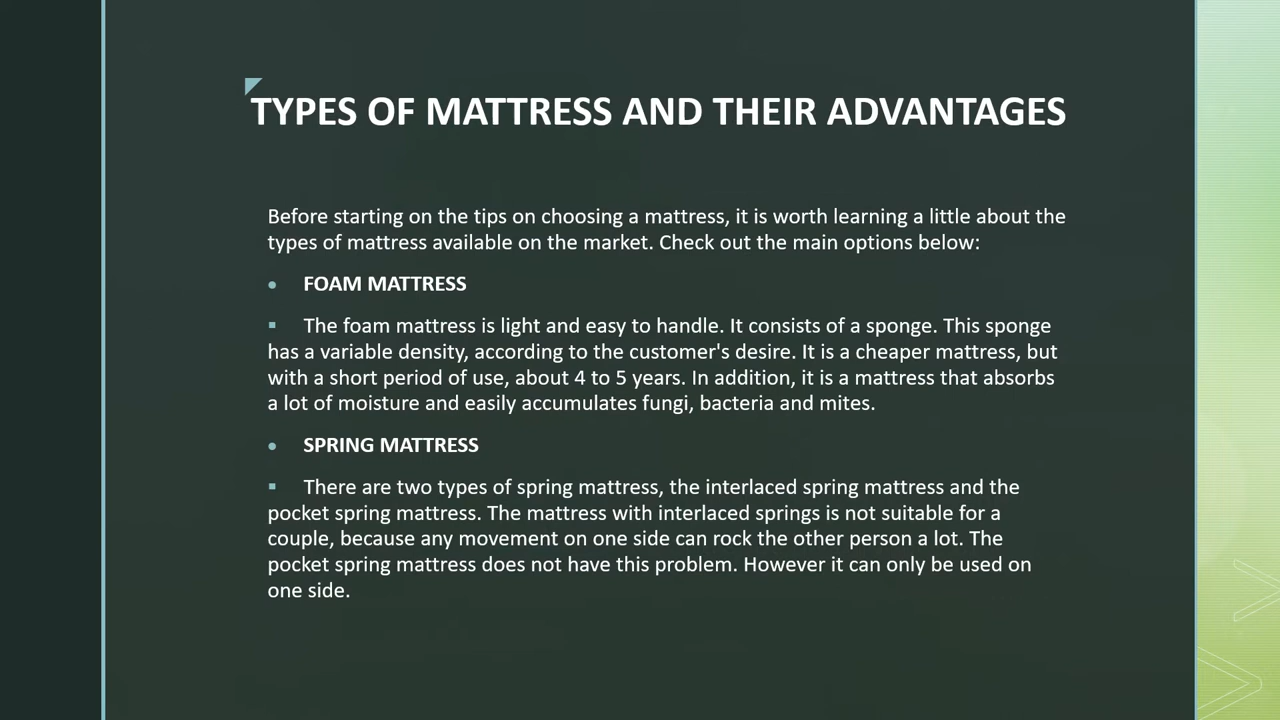 TYPES OF MATTRESS AND THEIR ADVANTAGES
Before starting on the tips on choosing a mattress, it is worth learning a little about the
types of mattress available on the market. Check out the main options below:
• FOAM MATTRESS
▪ The foam mattress is light and easy to handle. It consists of a sponge. This sponge
has a variable density, according to the customer's desire. It is a cheaper mattress, but
with a short period of use, about 4 to 5 years. In addition, it is a mattress that absorbs
a lot of moisture and easily accumulates fungi, bacteria and mites.
• SPRING MATTRESS
▪ There are two types of spring mattress, the interlaced spring mattress and the
pocket spring mattress. The mattress with interlaced springs is not suitable for a
couple, because any movement on one side can rock the other person a lot. The
pocket spring mattress does not have this problem. However it can only be used on
one side.